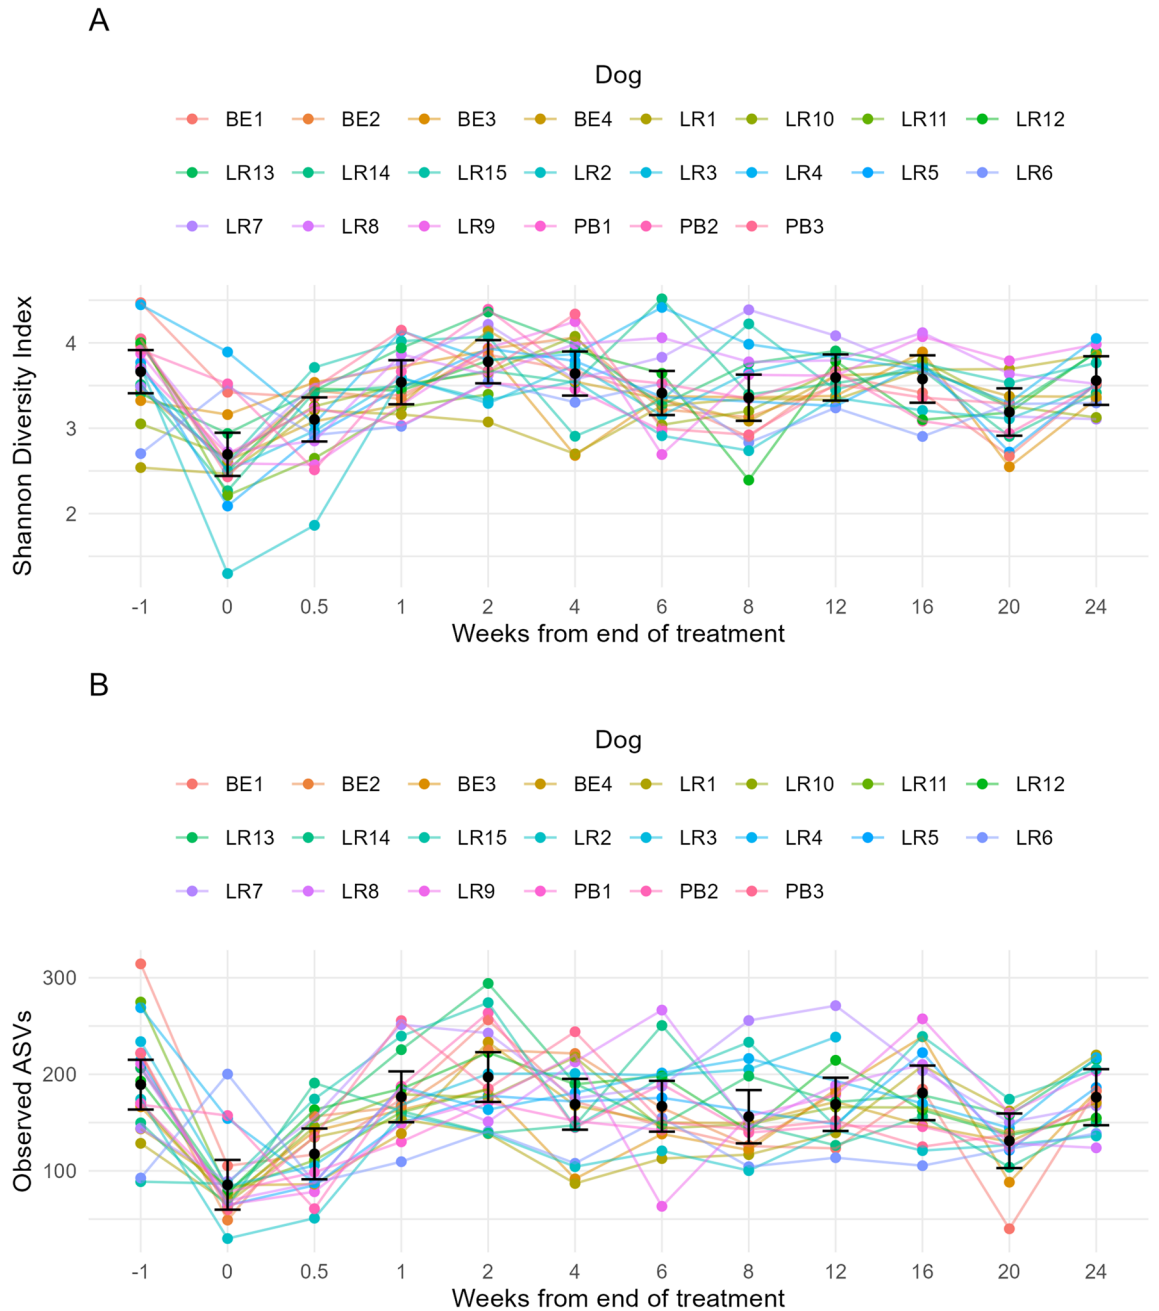 A
Dog
BE1 BE2 BE3 BE4 LR1 LR10 LR11 LR12
LR13 LR14 LR15 LR2 LR3 LR4 LR5 LR6
LR7 LR8 LR9 PB1 PB2 PB3
Shannon Diversity Index
4
3
2
-1 0 0.5 1 2 4 6 8 12 16 20 24
Weeks from end of treatment
B
Dog
BE1 BE2 BE3 BE4 LR1 LR10 LR11 LR12
LR13 LR14 LR15 LR2 LR3 LR4 LR5 LR6
LR7 LR8 LR9 PB1 PB2 PB3
Observed ASVs
300
200
100
-1 0 0.5 1 2 4 6 8 12 16 20 24
Weeks from end of treatment